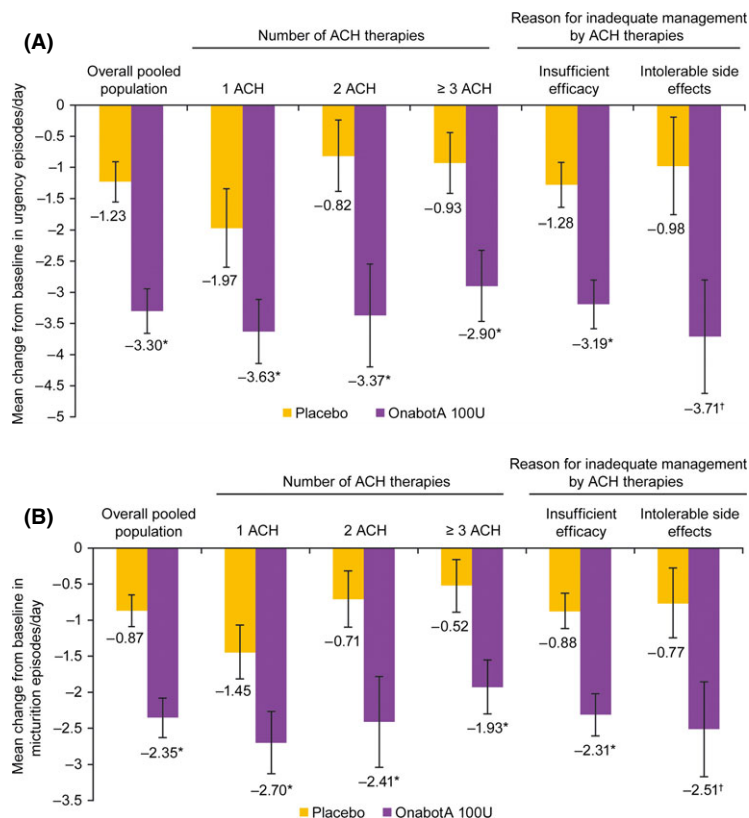 (A)
Number of ACH therapies
Reason for inadequate management
by ACH therapies
Overall pooled
population
1 ACH
2 ACH
≥ 3 ACH
Insufficient
efficacy
Intolerable side
effects
Mean change from baseline in urgency episodes/day
0
–0.5
–1
–1.5
–2
–2.5
–3
–3.5
–4
–4.5
–5
–1.23
–3.30*
–1.97
–3.63*
–0.82
–3.37*
–0.93
–2.90*
–1.28
–3.19*
–0.98
–3.71†
Placebo
OnabotA 100U
(B)
Number of ACH therapies
Reason for inadequate management
by ACH therapies
Overall pooled
population
1 ACH
2 ACH
≥ 3 ACH
Insufficient
efficacy
Intolerable side
effects
Mean change from baseline in
micturition episodes/day
0
–0.5
–1
–1.5
–2
–2.5
–3
–3.5
–0.87
–2.35*
–1.45
–2.70*
–0.71
–2.41*
–0.52
–1.93*
–0.88
–2.31*
–0.77
–2.51†
Placebo
OnabotA 100U